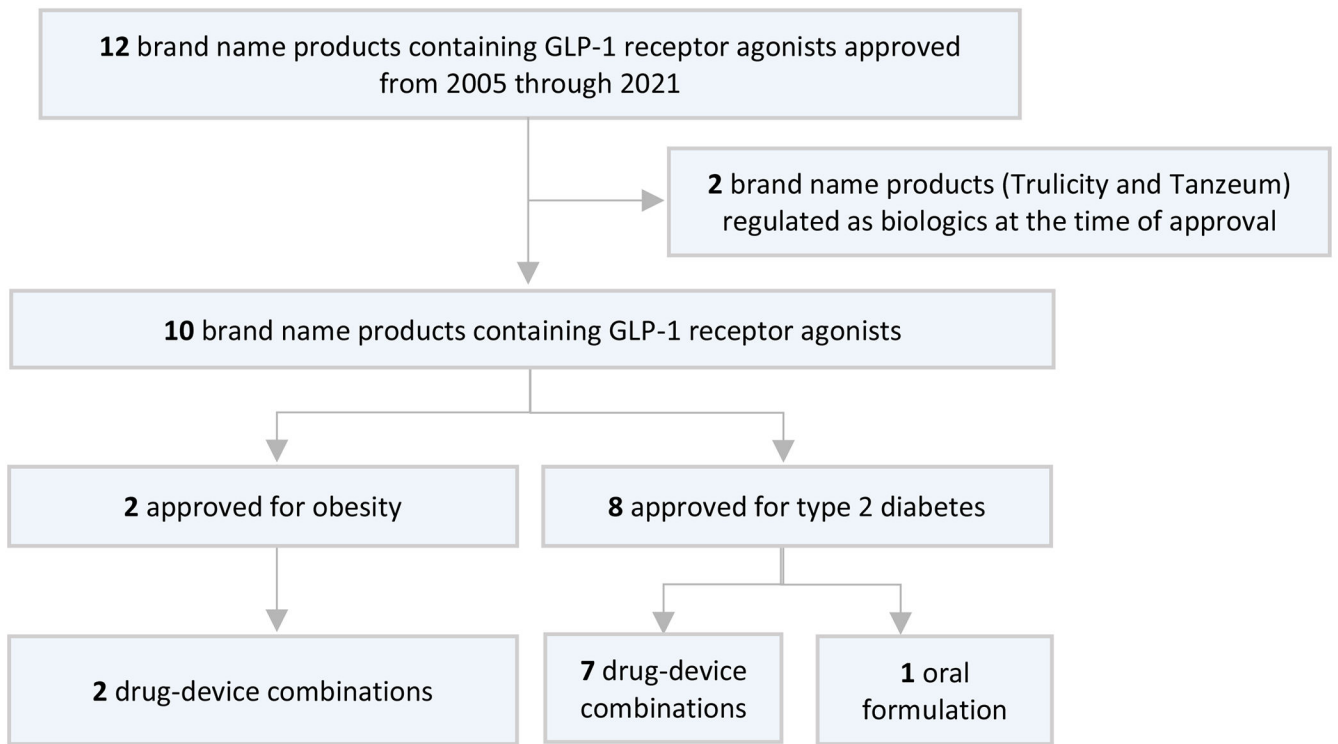 12 brand name products containing GLP-1 receptor agonists approved
from 2005 through 2021
2 brand name products (Trulicity and Tanzeum)
regulated as biologics at the time of approval
10 brand name products containing GLP-1 receptor agonists
2 approved for obesity
8 approved for type 2 diabetes
2 drug-device combinations
7 drug-device
combinations
1 oral
formulation